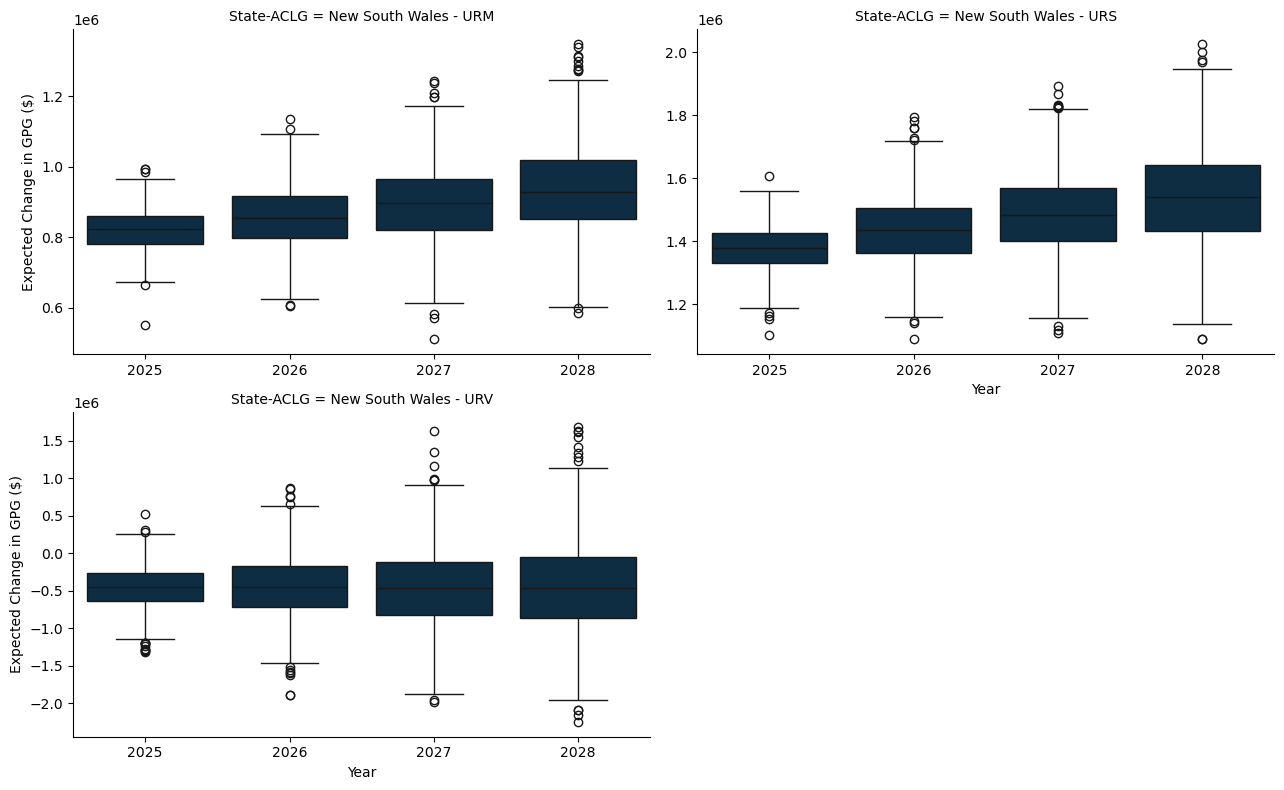 State-ACLG = New South Wales - URM
1e6
Expected Change in GPG ($)
1.2
1.0
0.8
0.6
2025 2026 2027 2028
State-ACLG = New South Wales - URS
1e6
2.0
1.8
1.6
1.4
1.2
2025 2026 2027 2028
Year
State-ACLG = New South Wales - URV
1e6
Expected Change in GPG ($)
1.5
1.0
0.5
0.0
−0.5
−1.0
−1.5
−2.0
2025 2026 2027 2028
Year